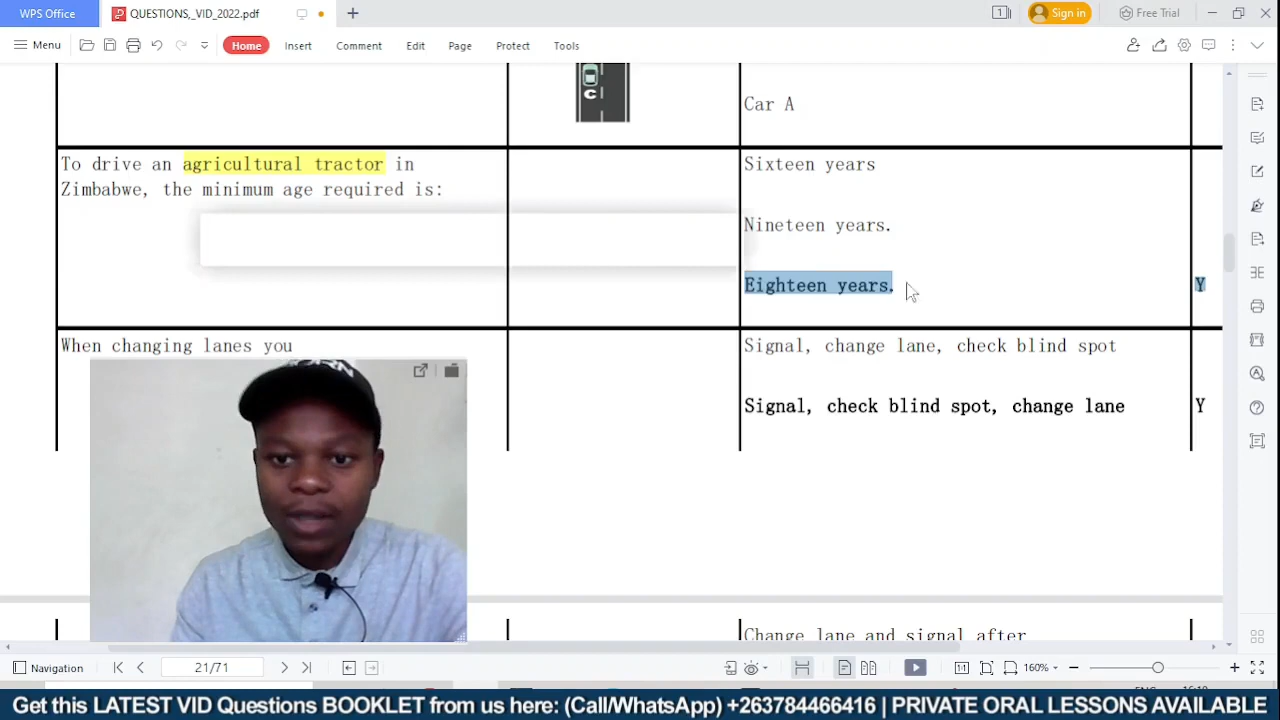 WPS Office
QUESTIONS,_VID_2022.pdf
Sign in
Free Trial
Menu
Home
Insert
Comment
Edit
Page
Protect
Tools
C
Car A
To drive an agricultural tractor in
Zimbabwe, the minimum age required is:
Sixteen years
Nineteen years.
Eighteen years.
Y
When changing lanes you
Signal, change lane, check blind spot
Signal, check blind spot, change lane
Y
Change lane and signal after
Navigation
21/71
160%
Get this LATEST VID Questions BOOKLET from us here: (Call/WhatsApp) +263784466416 | PRIVATE ORAL LESSONS AVAILABLE